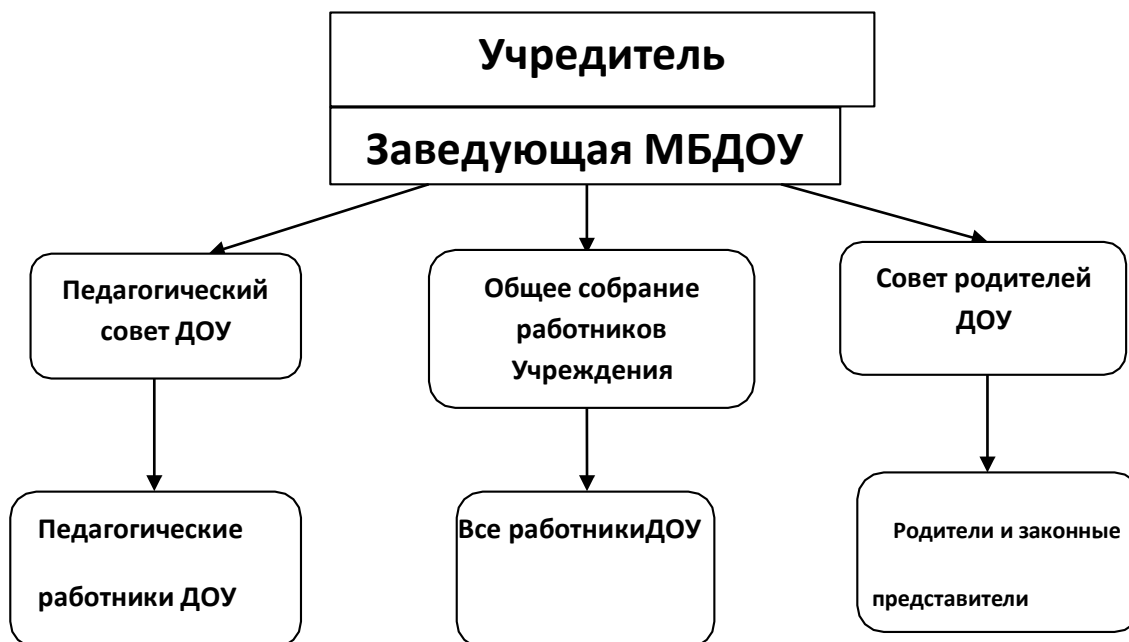 Учредитель
Заведующая МБДОУ
Педагогический
совет ДОУ
Общее собрание
работников
Учреждения
Совет родителей
ДОУ
Педагогические
работники ДОУ
Все работникиДОУ
Родители и законные
представители